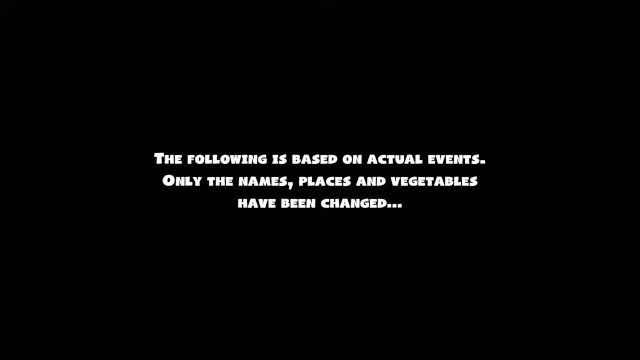 The following is based on actual events.
Only the names, places and vegetables
have been changed...